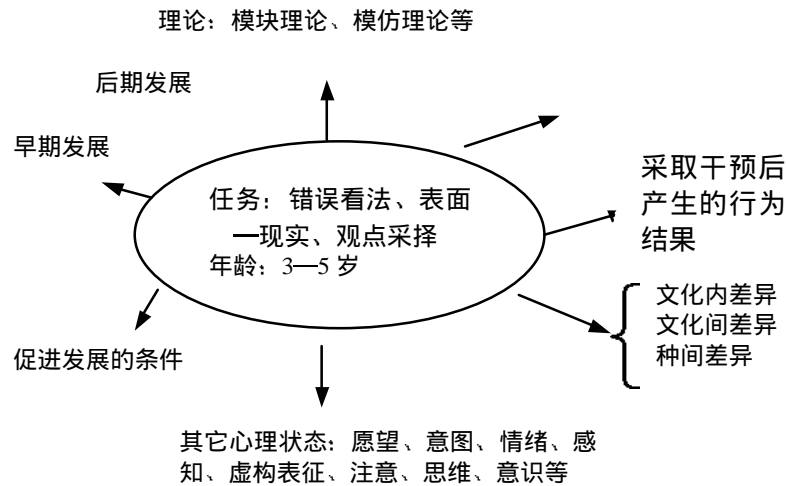 理论：模块理论、模仿理论等
后期发展
早期发展
任务：错误看法、表面
—现实、观点采择
年龄：3—5 岁
采取干预后
产生的行为
结果
文化内差异
文化间差异
种间差异
促进发展的条件
其它心理状态：愿望、意图、情绪、感
知、虚构表征、注意、思维、意识等